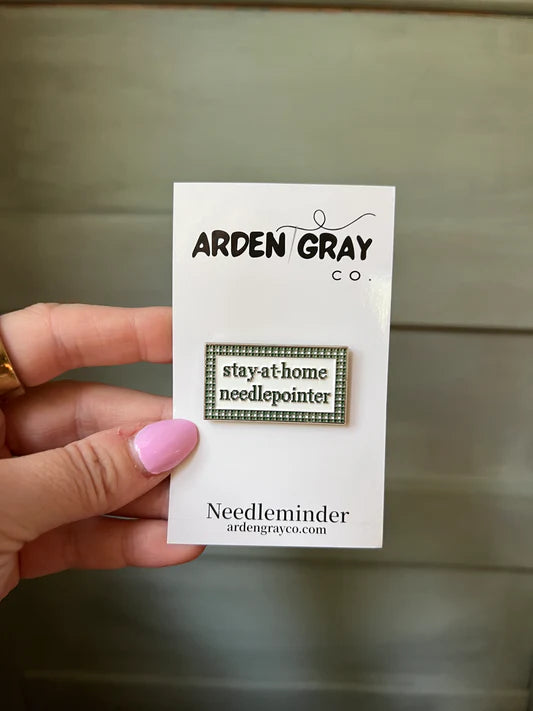 ARDEN GRAY
CO.
stay-at-home
needlepointer
Needleminder
ardengrayco.com